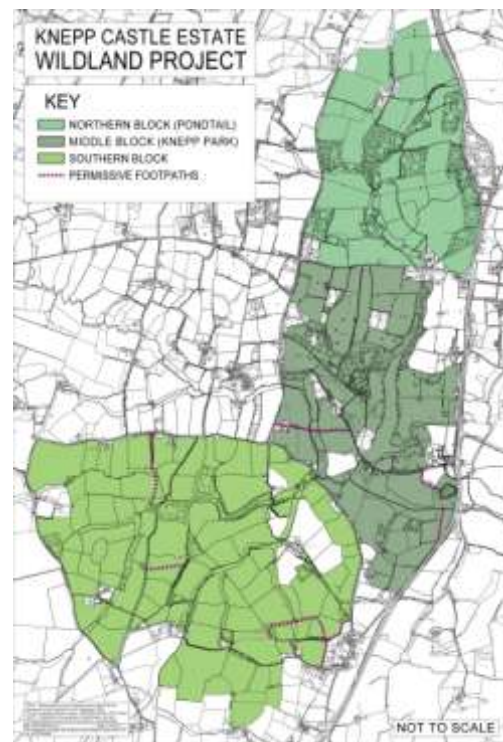 KNEPP CASTLE ESTATE
WILDLAND PROJECT
KEY
NORTHERN BLOCK (PONDTAIL)
MIDDLE BLOCK (KNEPP PARK)
SOUTHERN BLOCK
PERMISSIVE FOOTPATHS
NOT TO SCALE